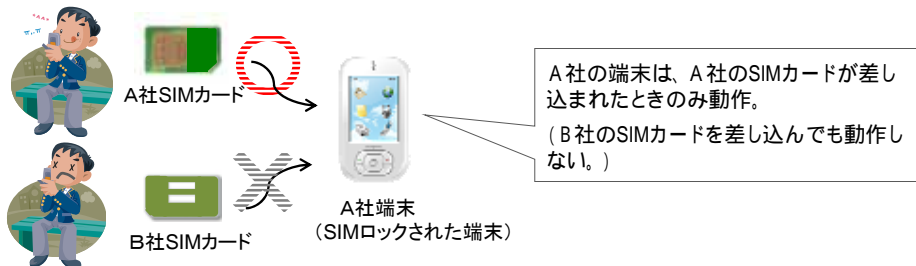 A社SIMカード
A社の端末は、A社のSIMカードが差し
込まれたときのみ動作。
(B社のSIMカードを差し込んでも動作し
ない。)
A社端末
(SIMロックされた端末)
B社SIMカード